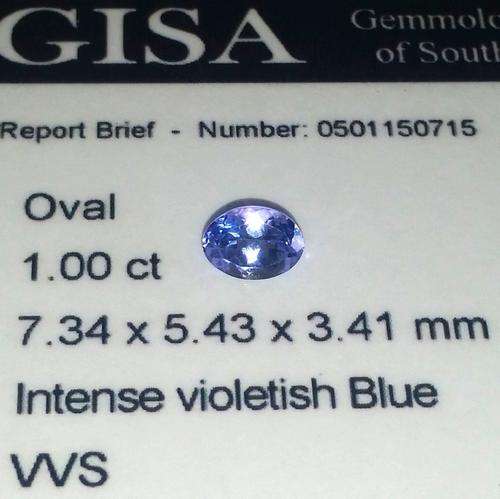 GISA
Gemmolo
of South
Report Brief - Number: 0501150715
Oval
1.00 ct
7.34 x 5.43 x 3.41 mm
Intense violetish Blue
VVS